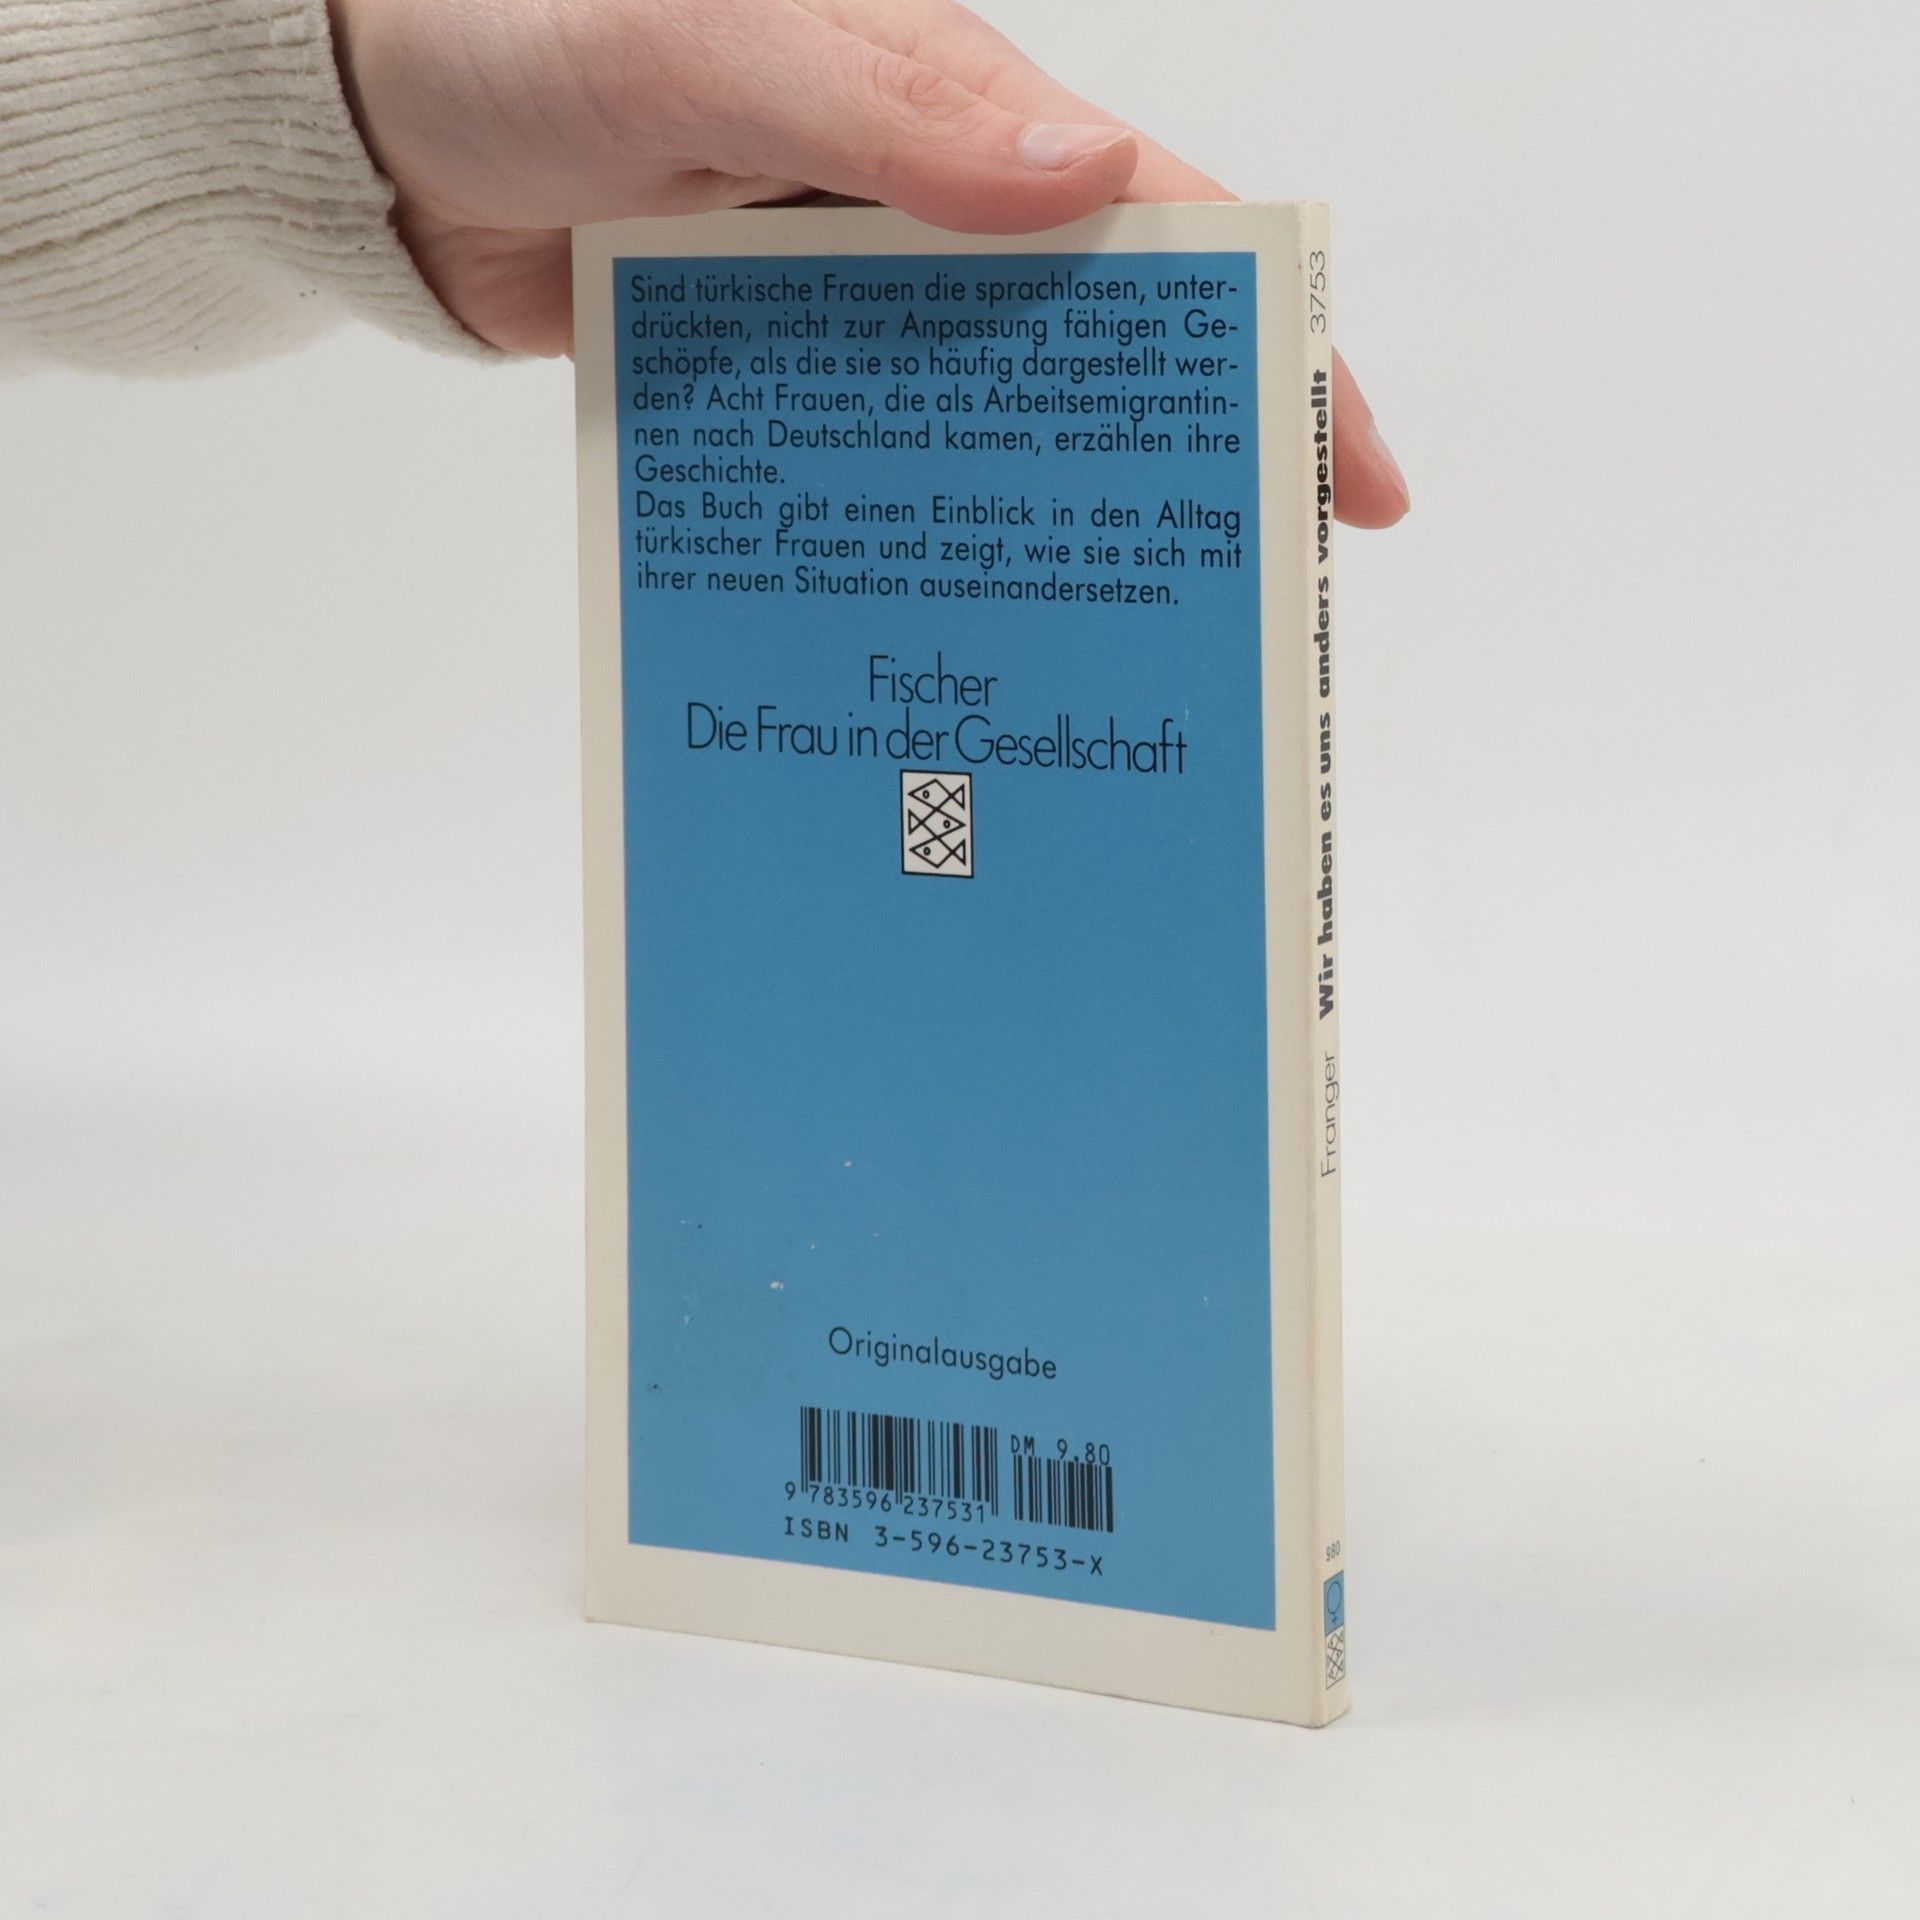 Sind türkische Frauen die sprachlosen, unter-
drückten, nicht zur Anpassung fähigen Ge-
schöpfe, als die sie so häufig dargestellt wer-
den? Acht Frauen, die als Arbeitsemigrantin-
nen nach Deutschland kamen, erzählen ihre
Geschichte.
Das Buch gibt einen Einblick in den Alltag
türkischer Frauen und zeigt, wie sie sich mit
ihrer neuen Situation auseinandersetzen.
Fischer
Die Frau in der Gesellschaft
Originalausgabe
DM 9.80
9 783596 237531
ISBN 3-596-23753-X
Franger Wir haben es uns anders vorgestellt 3753
980